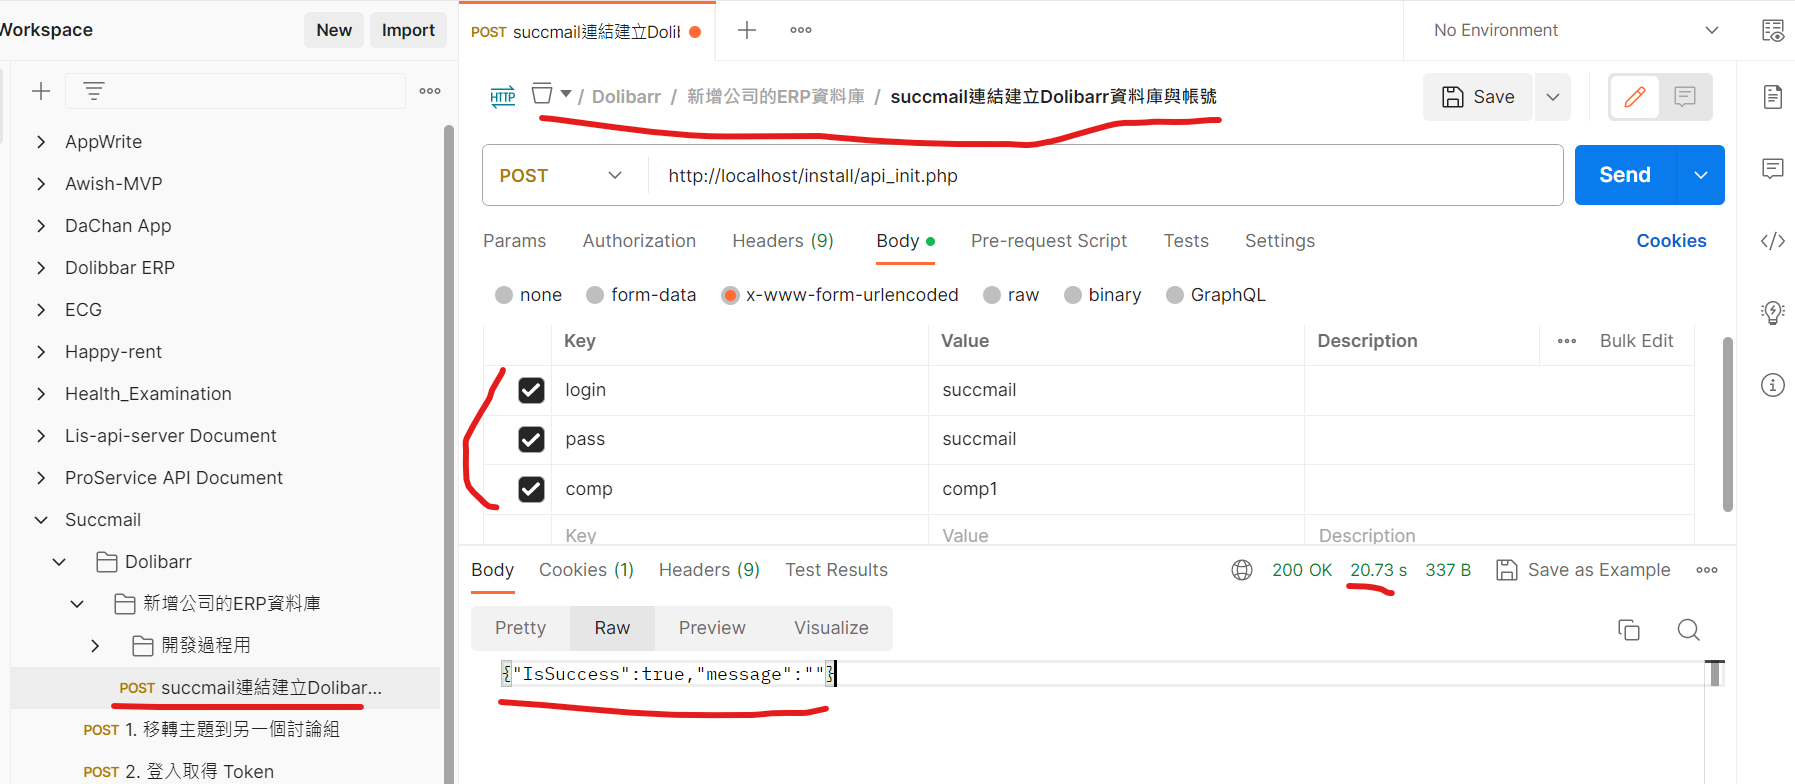 Workspace
New
Import
AppWrite
Awish-MVP
DaChan App
Dolibbar ERP
ECG
Happy-rent
Health_Examination
Lis-api-server Document
ProService API Document
Succmail
Dolibarr
新增公司的ERP資料庫
開發過程用
POST succmail連結建立Dolibar...
POST 1. 移轉主題到另一個討論組
POST 2. 登入取得 Token
POST succmail連結建立Dolib
No Environment
HTTP / Dolibarr / 新增公司的ERP資料庫 / succmail連結建立Dolibarr資料庫與帳號
Save
POST http://localhost/install/api_init.php
Send
Params Authorization Headers (9) Body Pre-request Script Tests Settings Cookies
none form-data x-www-form-urlencoded raw binary GraphQL
Key Value Description Bulk Edit
login succmail
pass succmail
comp comp1
Key Value Description
Body Cookies (1) Headers (9) Test Results 200 OK 20.73 s 337 B Save as Example
Pretty Raw Preview Visualize
{"IsSuccess":true,"message":""}